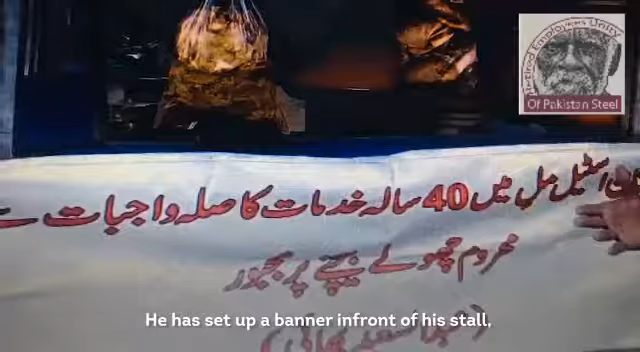 Retired Employees Unity
Of Pakistan Steel
اسٹیل مل میں 40 سالہ خدمات کا صلہ واجبات سے
محروم چھولے بیچنے پر مجبور
He has set up a banner infront of his stall,